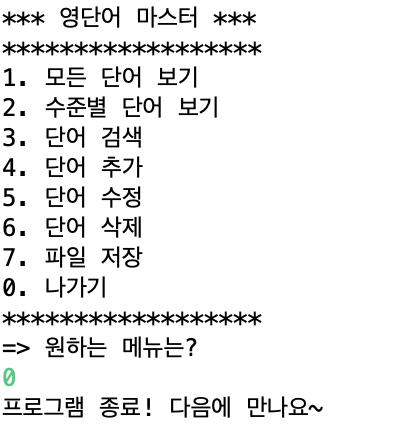 *** 영단어 마스터 ***
******************
1. 모든 단어 보기
2. 수준별 단어 보기
3. 단어 검색
4. 단어 추가
5. 단어 수정
6. 단어 삭제
7. 파일 저장
0. 나가기
******************
=> 원하는 메뉴는?
0
프로그램 종료! 다음에 만나요~